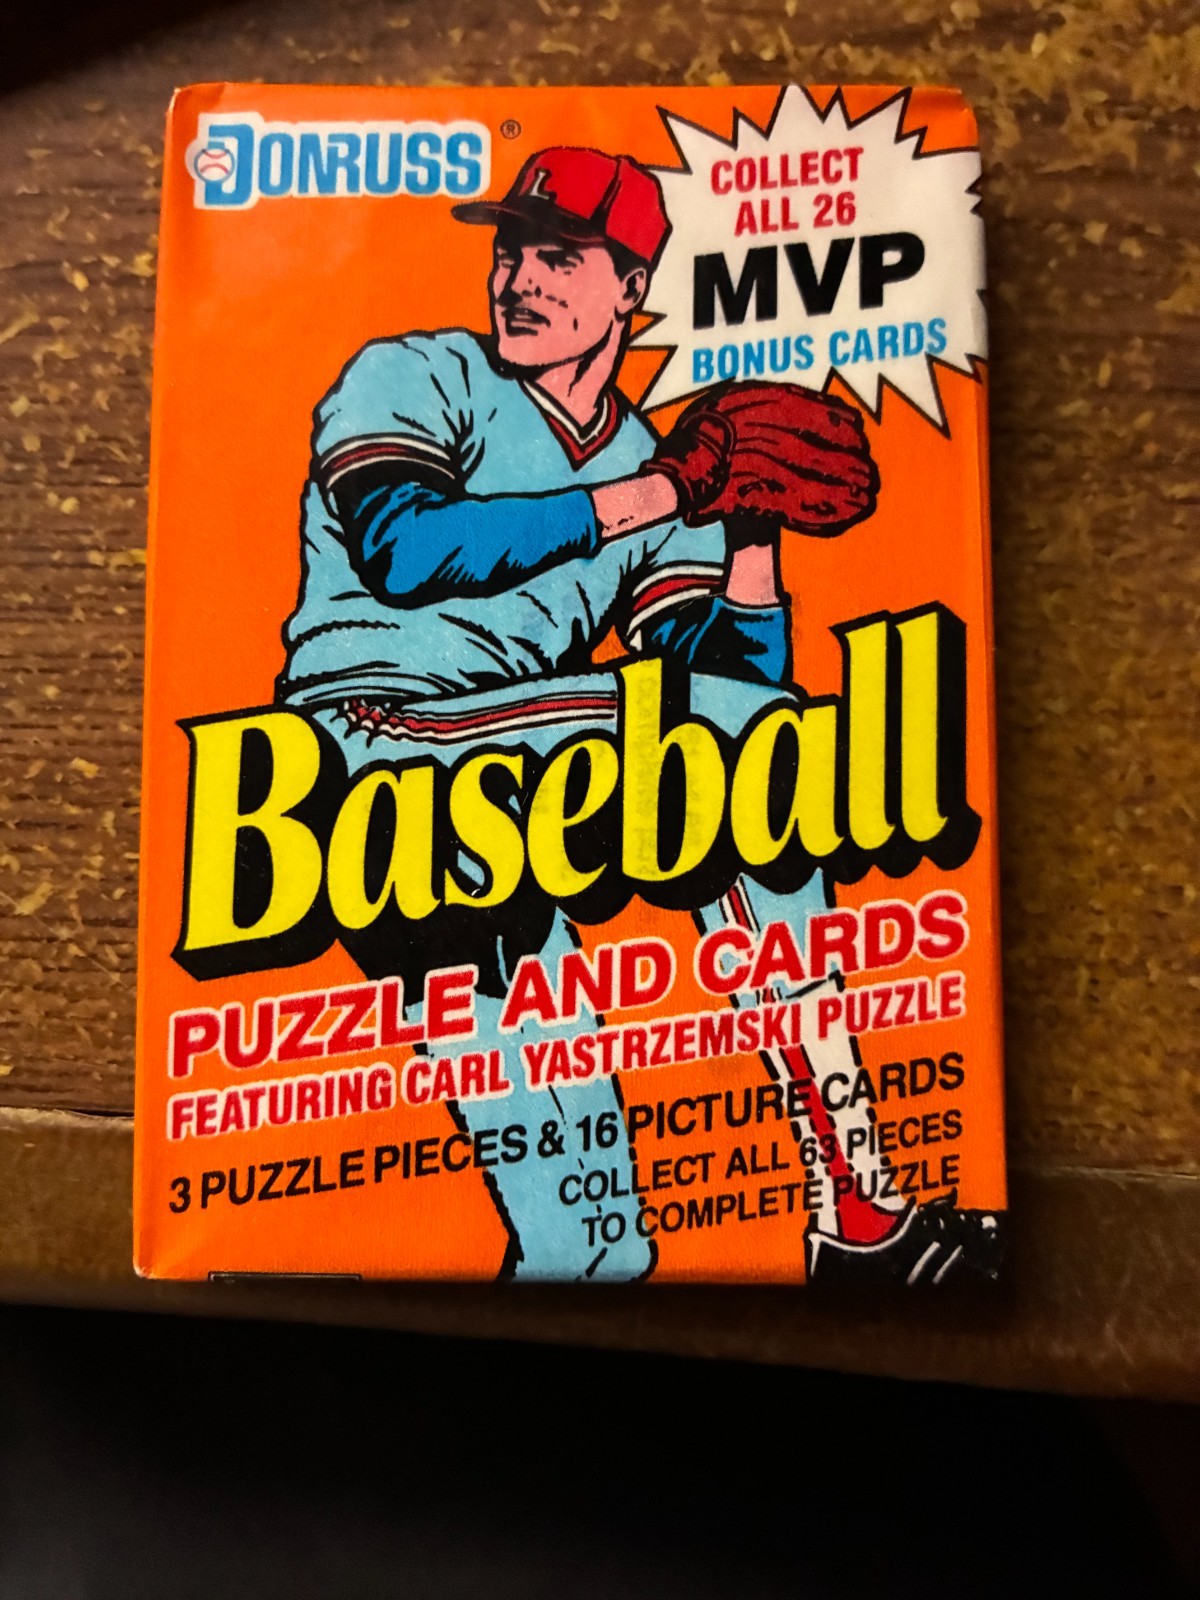 DONRUSS ®
COLLECT
ALL 26
MVP
BONUS CARDS
L
Baseball
PUZZLE AND CARDS
FEATURING CARL YASTRZEMSKI PUZZLE
3 PUZZLE PIECES & 16 PICTURE CARDS
COLLECT ALL 63 PIECES
TO COMPLETE PUZZLE